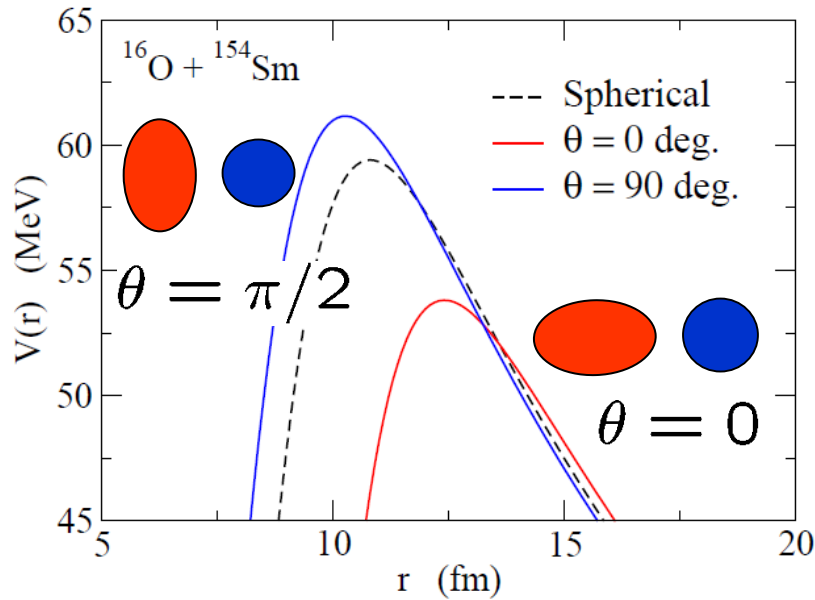 65
60
55
50
45
V(r) (MeV)
¹⁶O + ¹⁵⁴Sm
Spherical
θ = 0 deg.
θ = 90 deg.
θ = π/2
θ = 0
5
10
15
20
r (fm)